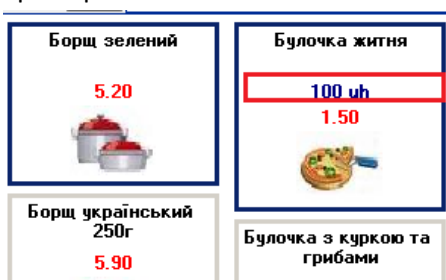 Борщ зелений
5.20
Булочка житня
100 uh
1.50
Борщ український
250г
5.90
Булочка з куркою та
грибами